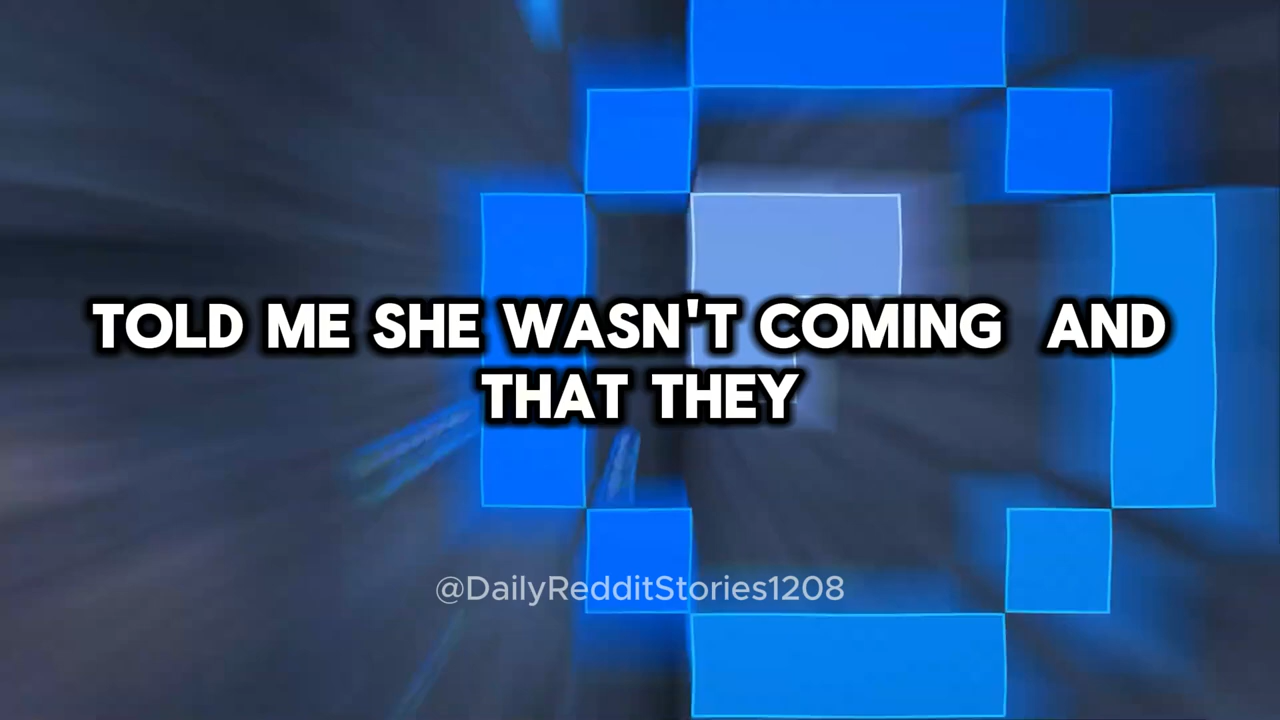 TOLD ME SHE WASN'T COMING AND
THAT THEY
@DailyRedditStories1208